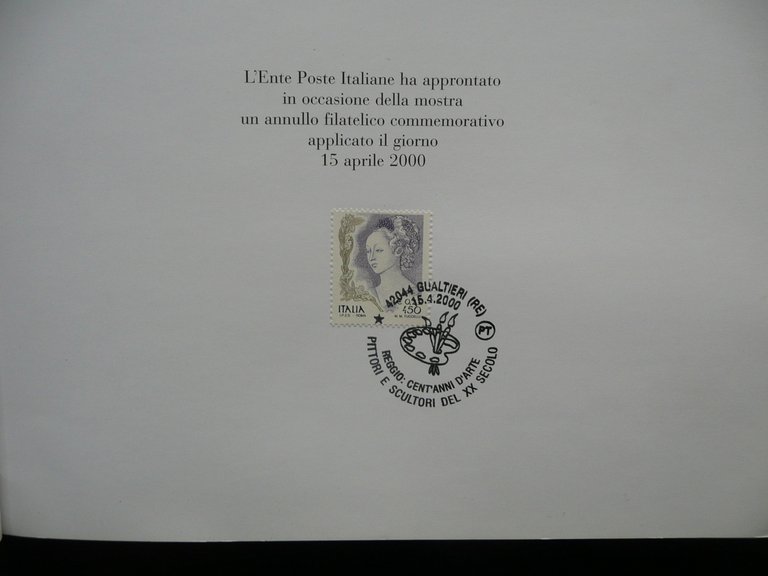 L'Ente Poste Italiane ha approntato
in occasione della mostra
un annullo filatelico commemorativo
applicato il giorno
15 aprile 2000
ITALIA
450
I.P.Z.S. - ROMA
42044 GUALTIERI (RE)
15.4.2000
PT
REGGIO: CENT'ANNI D'ARTE
PITTORI E SCULTORI DEL XX SECOLO